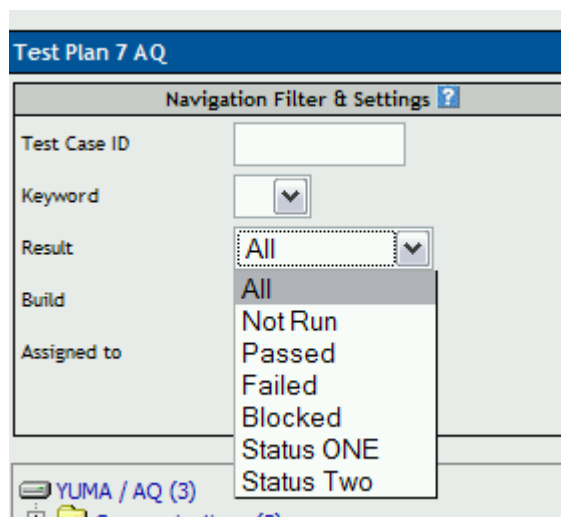 Test Plan 7 AQ
Navigation Filter & Settings ?
Test Case ID
Keyword
Result All
All
Not Run
Build
Passed
Assigned to
Failed
Blocked
Status ONE
Status Two
YUMA / AQ (3)